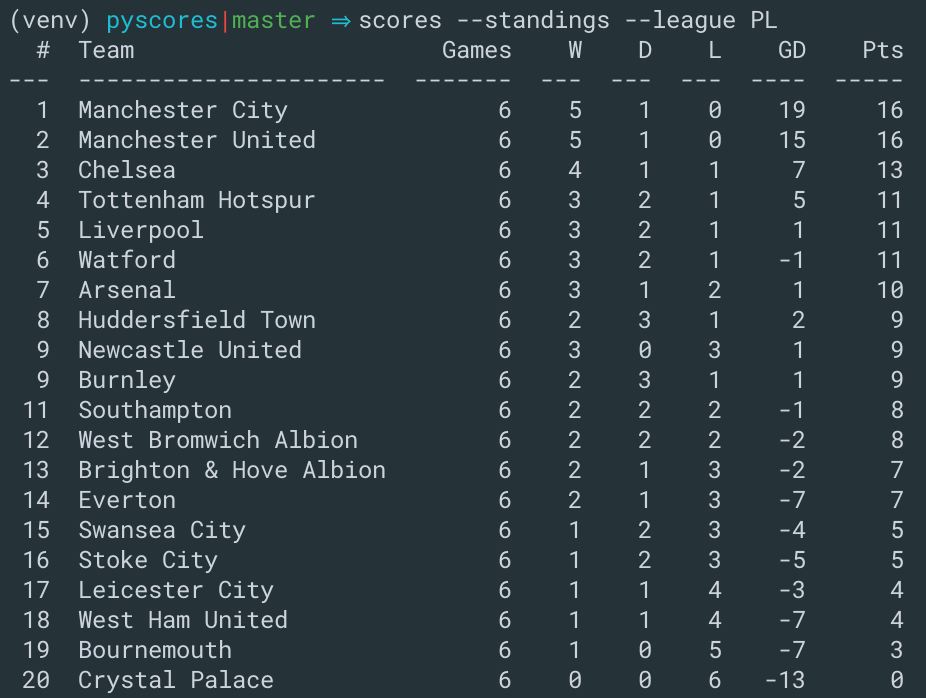 (venv) pyscores|master ⇒ scores --standings --league PL
# Team Games W D L GD Pts
--- ---------------------- ------- --- --- --- ---- -----
1 Manchester City 6 5 1 0 19 16
2 Manchester United 6 5 1 0 15 16
3 Chelsea 6 4 1 1 7 13
4 Tottenham Hotspur 6 3 2 1 5 11
5 Liverpool 6 3 2 1 1 11
6 Watford 6 3 2 1 -1 11
7 Arsenal 6 3 1 2 1 10
8 Huddersfield Town 6 2 3 1 2 9
9 Newcastle United 6 3 0 3 1 9
9 Burnley 6 2 3 1 1 9
11 Southampton 6 2 2 2 -1 8
12 West Bromwich Albion 6 2 2 2 -2 8
13 Brighton & Hove Albion 6 2 1 3 -2 7
14 Everton 6 2 1 3 -7 7
15 Swansea City 6 1 2 3 -4 5
16 Stoke City 6 1 2 3 -5 5
17 Leicester City 6 1 1 4 -3 4
18 West Ham United 6 1 1 4 -7 4
19 Bournemouth 6 1 0 5 -7 3
20 Crystal Palace 6 0 0 6 -13 0